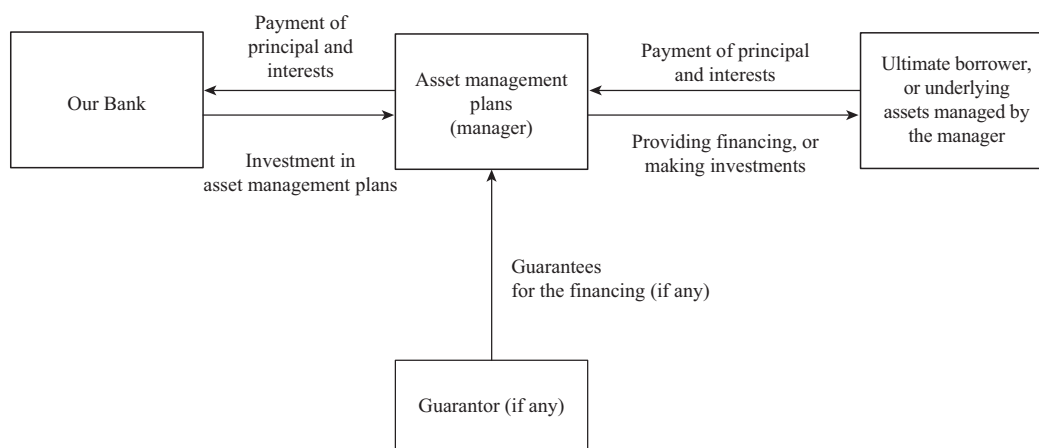 Payment of
principal and
interests
Our Bank
Investment in
asset management plans
Asset management
plans
(manager)
Payment of principal
and interests
Providing financing, or
making investments
Ultimate borrower,
or underlying
assets managed by
the manager
Guarantees
for the financing (if any)
Guarantor (if any)